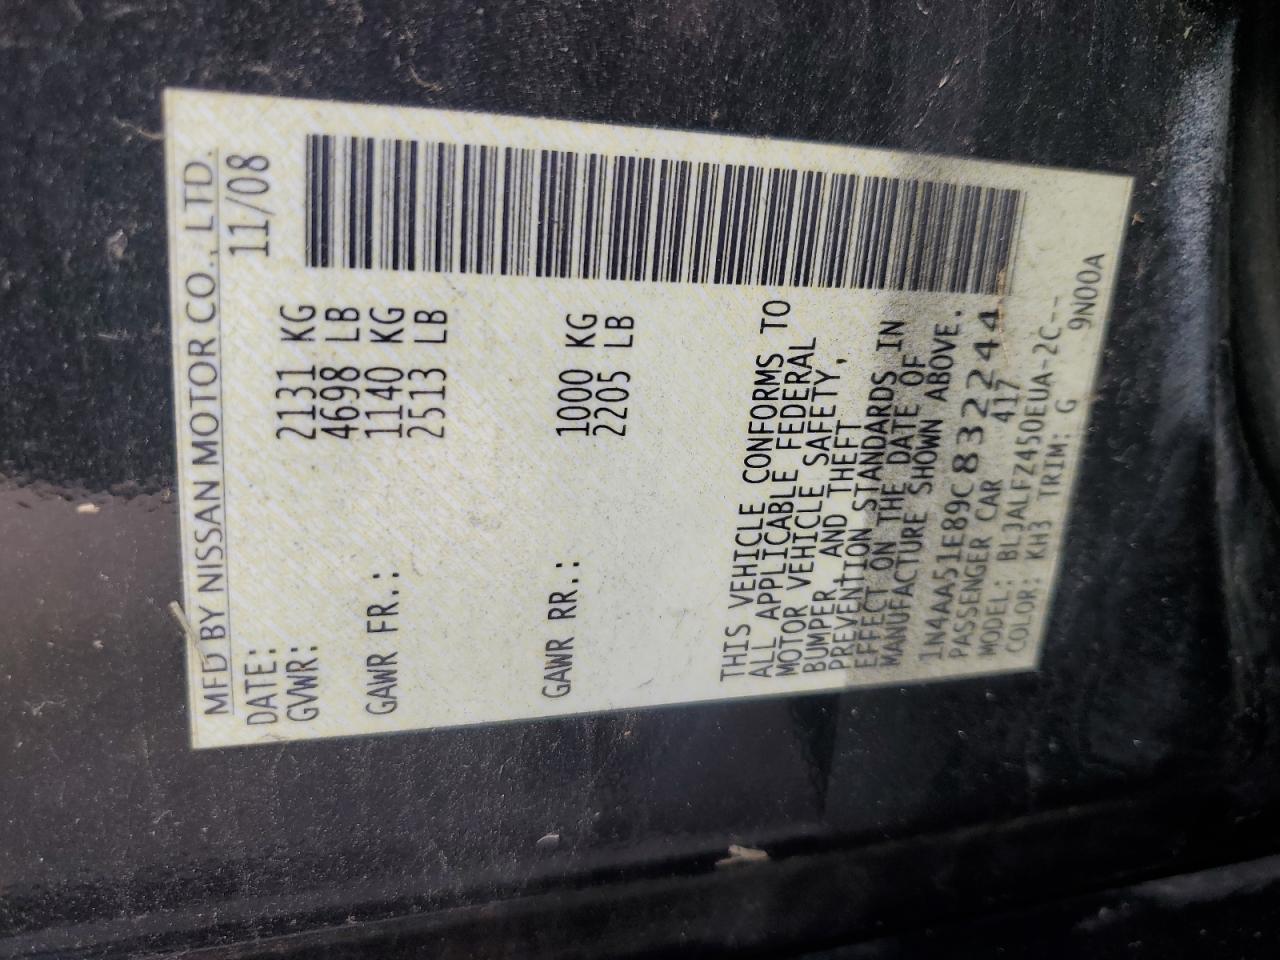 MFD BY NISSAN MOTOR CO., LTD.
DATE: 11/08
GVWR: 2131 KG
4698 LB
GAWR FR.: 1140 KG
2513 LB
GAWR RR.: 1000 KG
2205 LB
THIS VEHICLE CONFORMS TO
ALL APPLICABLE FEDERAL
MOTOR VEHICLE SAFETY,
BUMPER, AND THEFT
PREVENTION STANDARDS IN
EFFECT ON THE DATE OF
MANUFACTURE SHOWN ABOVE.
1N4AA51E89C832244
PASSENGER CAR 417
MODEL: BLJALFZ450EUA-2C--
COLOR: KH3 TRIM: G 9N00A